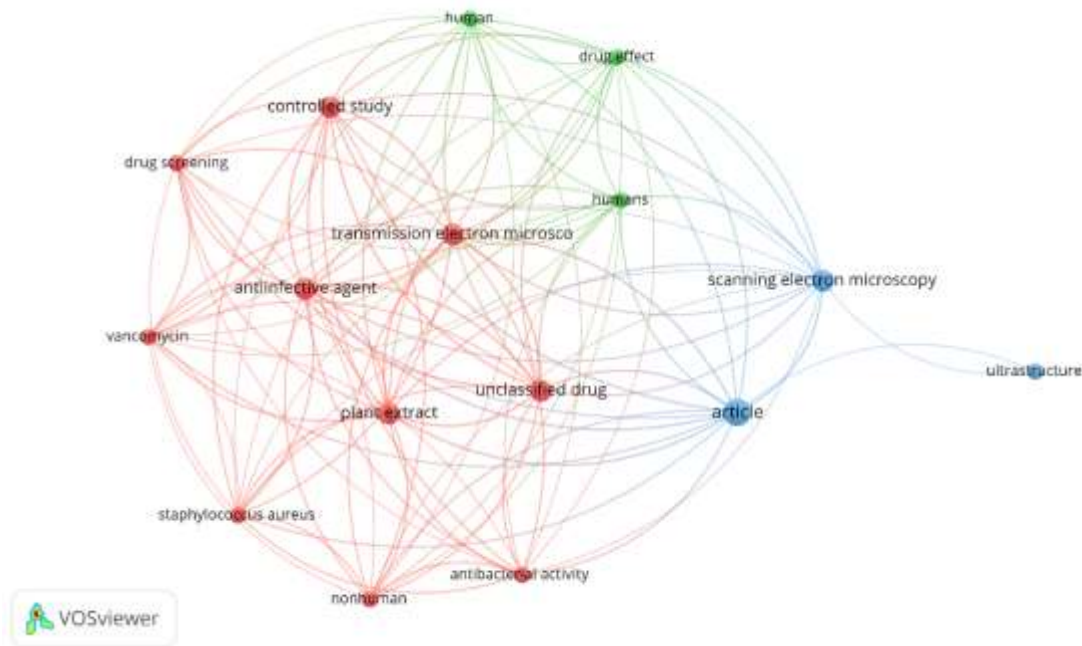 human
drug effect
controlled study
drug screening
humans
transmission electron microsco
scanning electron microscopy
antiinfective agent
vancomycin
ultrastructure
unclassified drug
plant extract
article
staphylococcus aureus
antibacterial activity
nonhuman
VOSviewer